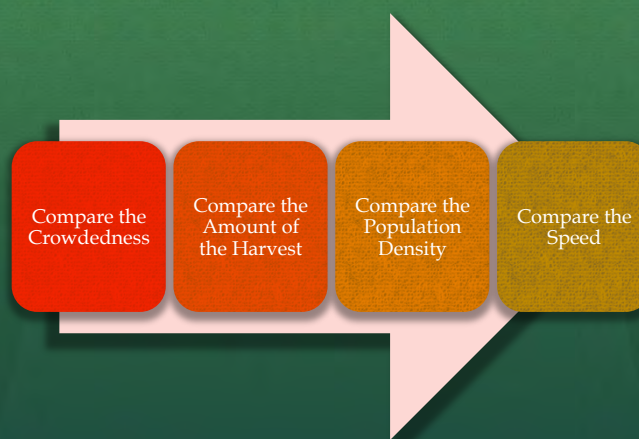 Compare the
Crowdedness
Compare the
Amount of
the Harvest
Compare the
Population
Density
Compare the
Speed